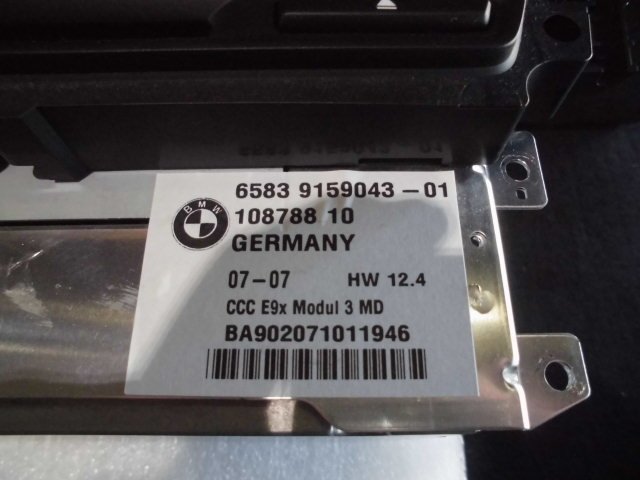 6583 9159043-01
BMW
108788 10
GERMANY
07-07 HW 12.4
CCC E9x Modul 3 MD
BA902071011946